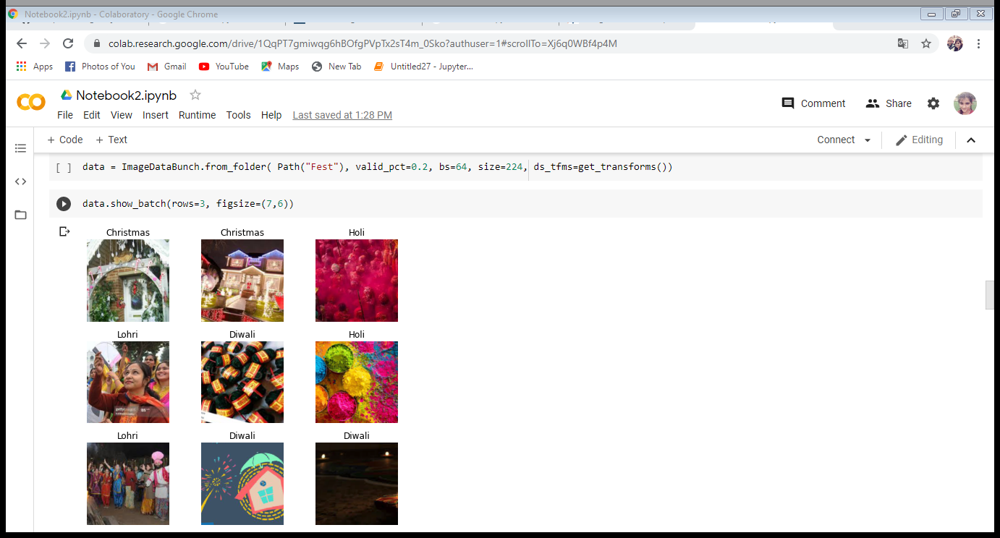 Notebook2.ipynb - Colaboratory - Google Chrome
colab.research.google.com/drive/1QqPT7gmiwqg6hBOfgPVpTx2sT4m_0Sko?authuser=1#scrollTo=Xj6q0WBf4p4M
Apps Photos of You Gmail YouTube Maps New Tab Untitled27 - Jupyter...
Notebook2.ipynb
Comment Share
File Edit View Insert Runtime Tools Help Last saved at 1:28 PM
+ Code + Text Connect Editing
[ ] data = ImageDataBunch.from_folder( Path("Fest"), valid_pct=0.2, bs=64, size=224, ds_tfms=get_transforms())
data.show_batch(rows=3, figsize=(7,6))
Christmas Christmas Holi
Lohri Diwali Holi
gettyimages
Lohri Diwali Diwali